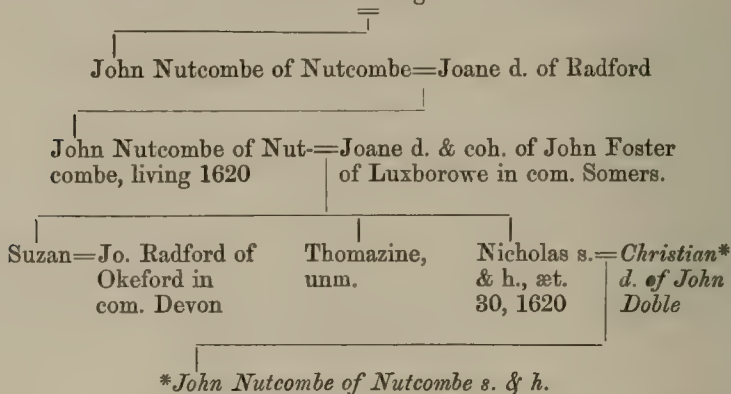 John Nutcombe of Nutcombe=Joane d. of Radford
John Nutcombe of Nut-=Joane d. & coh. of John Foster
combe, living 1620 of Luxborowe in com. Somers.
Suzan=Jo. Radford of Thomazine, Nicholas s.=Christian*
Okeford in unm. & h., æt. d. of John
com. Devon 30, 1620 Doble
*John Nutcombe of Nutcombe s. & h.